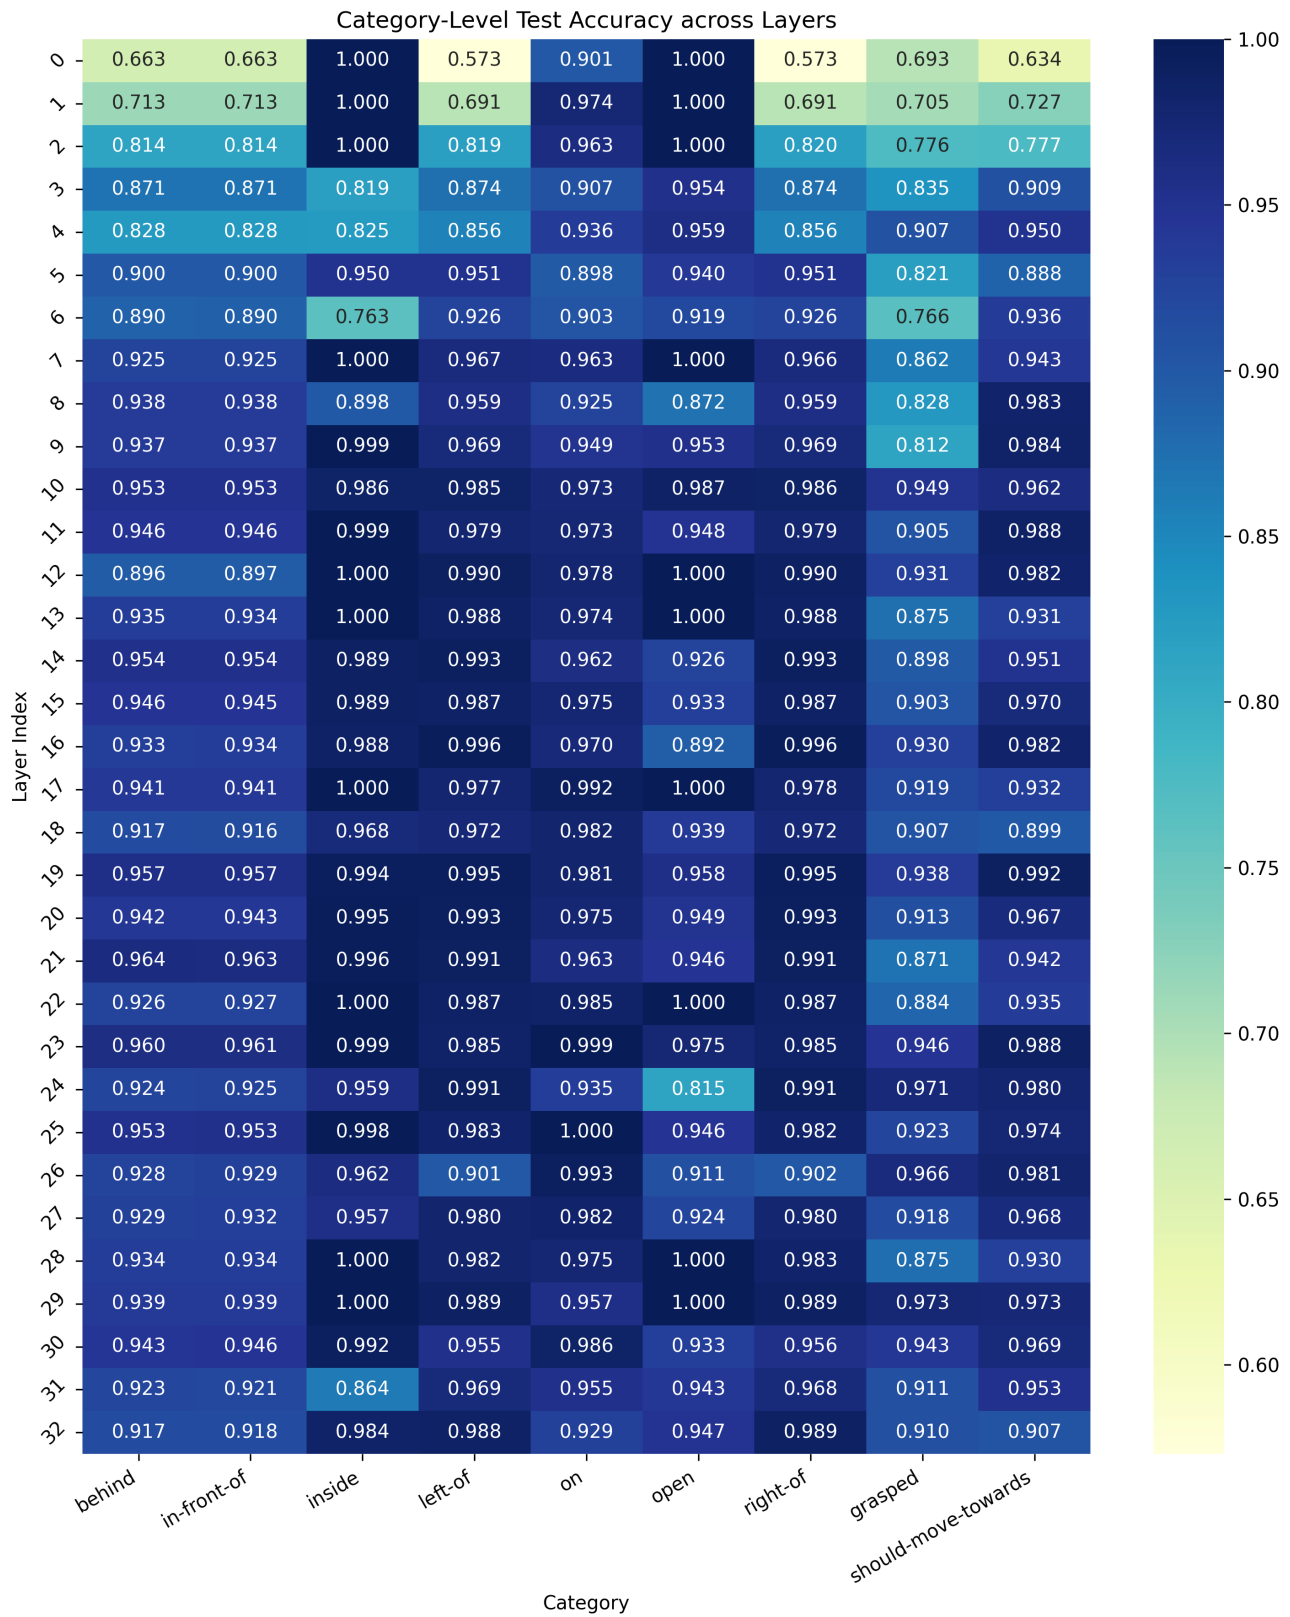 Category-Level Test Accuracy across Layers
0 0.663 0.663 1.000 0.573 0.901 1.000 0.573 0.693 0.634
1 0.713 0.713 1.000 0.691 0.974 1.000 0.691 0.705 0.727
2 0.814 0.814 1.000 0.819 0.963 1.000 0.820 0.776 0.777
3 0.871 0.871 0.819 0.874 0.907 0.954 0.874 0.835 0.909
4 0.828 0.828 0.825 0.856 0.936 0.959 0.856 0.907 0.950
5 0.900 0.900 0.950 0.951 0.898 0.940 0.951 0.821 0.888
6 0.890 0.890 0.763 0.926 0.903 0.919 0.926 0.766 0.936
7 0.925 0.925 1.000 0.967 0.963 1.000 0.966 0.862 0.943
8 0.938 0.938 0.898 0.959 0.925 0.872 0.959 0.828 0.983
9 0.937 0.937 0.999 0.969 0.949 0.953 0.969 0.812 0.984
10 0.953 0.953 0.986 0.985 0.973 0.987 0.986 0.949 0.962
11 0.946 0.946 0.999 0.979 0.973 0.948 0.979 0.905 0.988
12 0.896 0.897 1.000 0.990 0.978 1.000 0.990 0.931 0.982
13 0.935 0.934 1.000 0.988 0.974 1.000 0.988 0.875 0.931
14 0.954 0.954 0.989 0.993 0.962 0.926 0.993 0.898 0.951
15 0.946 0.945 0.989 0.987 0.975 0.933 0.987 0.903 0.970
16 0.933 0.934 0.988 0.996 0.970 0.892 0.996 0.930 0.982
17 0.941 0.941 1.000 0.977 0.992 1.000 0.978 0.919 0.932
18 0.917 0.916 0.968 0.972 0.982 0.939 0.972 0.907 0.899
19 0.957 0.957 0.994 0.995 0.981 0.958 0.995 0.938 0.992
20 0.942 0.943 0.995 0.993 0.975 0.949 0.993 0.913 0.967
21 0.964 0.963 0.996 0.991 0.963 0.946 0.991 0.871 0.942
22 0.926 0.927 1.000 0.987 0.985 1.000 0.987 0.884 0.935
23 0.960 0.961 0.999 0.985 0.999 0.975 0.985 0.946 0.988
24 0.924 0.925 0.959 0.991 0.935 0.815 0.991 0.971 0.980
25 0.953 0.953 0.998 0.983 1.000 0.946 0.982 0.923 0.974
26 0.928 0.929 0.962 0.901 0.993 0.911 0.902 0.966 0.981
27 0.929 0.932 0.957 0.980 0.982 0.924 0.980 0.918 0.968
28 0.934 0.934 1.000 0.982 0.975 1.000 0.983 0.875 0.930
29 0.939 0.939 1.000 0.989 0.957 1.000 0.989 0.973 0.973
30 0.943 0.946 0.992 0.955 0.986 0.933 0.956 0.943 0.969
31 0.923 0.921 0.864 0.969 0.955 0.943 0.968 0.911 0.953
32 0.917 0.918 0.984 0.988 0.929 0.947 0.989 0.910 0.907
Layer Index
behind in-front-of inside left-of on open right-of grasped should-move-towards
Category
1.00
0.95
0.90
0.85
0.80
0.75
0.70
0.65
0.60